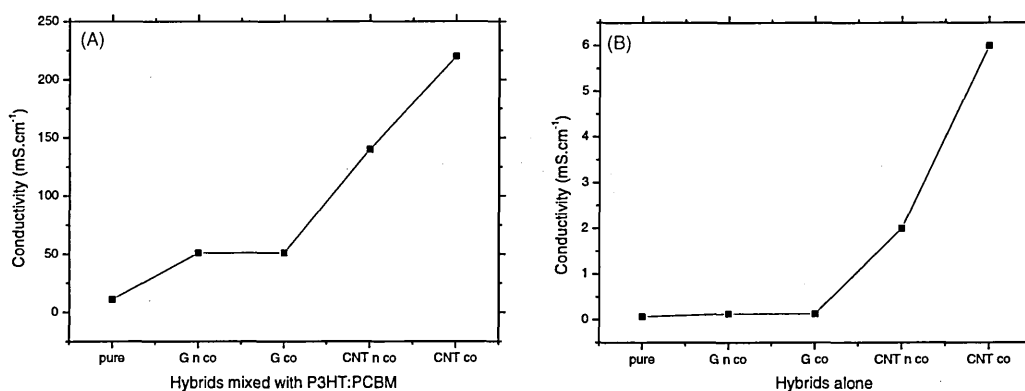 (A)
Conductivity (mS.cm⁻¹)
250
200
150
100
50
0
pure G n co G co CNT n co CNT co
Hybrids mixed with P3HT:PCBM
(B)
Conductivity (mS.cm⁻¹)
6
5
4
3
2
1
0
pure G n co G co CNT n co CNT co
Hybrids alone